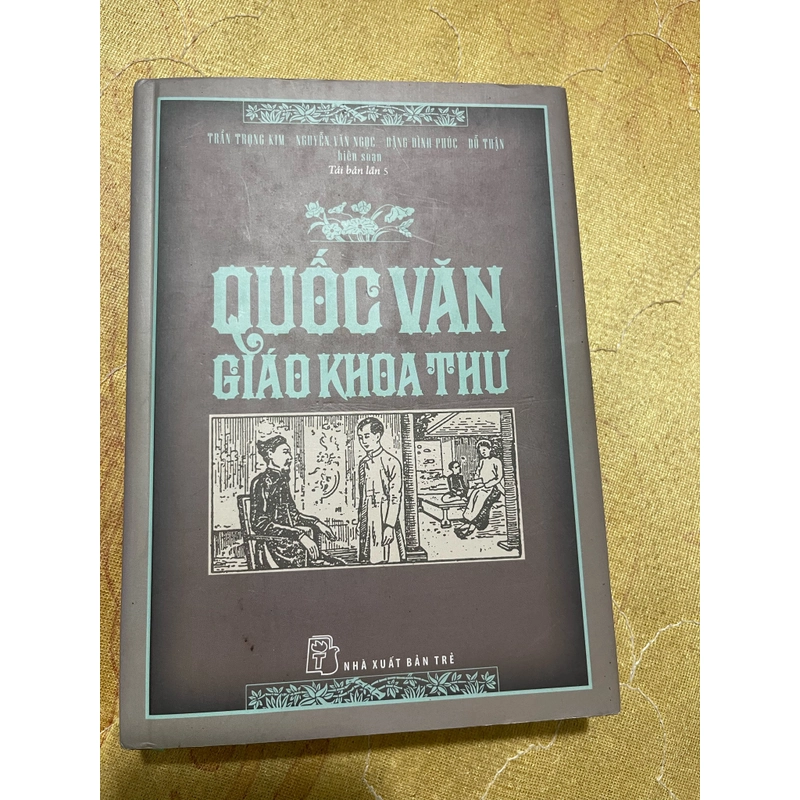 TRẦN TRỌNG KIM NGUYỄN VĂN NGỌC ĐẶNG ĐÌNH PHÚC ĐỖ THẬN
biên soạn
Tái bản lần 5
QUỐC VĂN
GIÁO KHOA THƯ
T
NHÀ XUẤT BẢN TRẺ